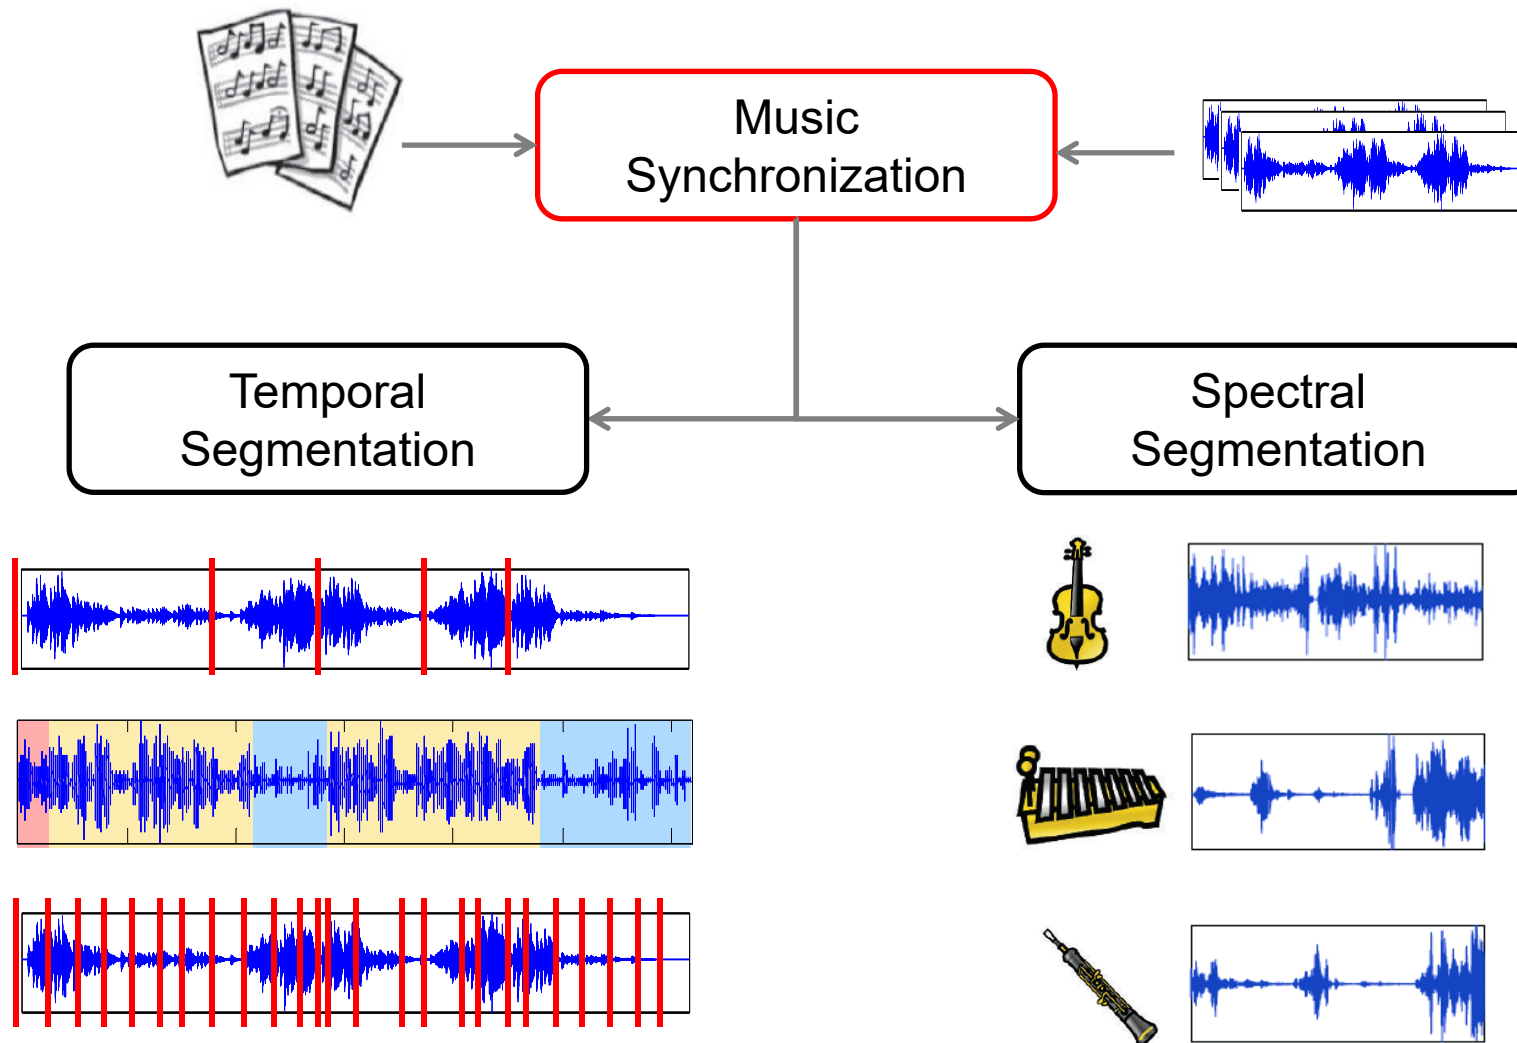 Music
Synchronization
Temporal
Segmentation
Spectral
Segmentation